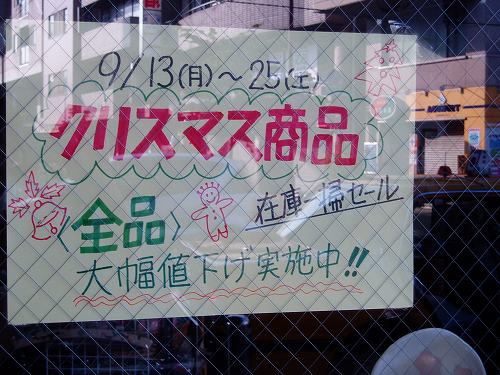 9/13(月)～25(土)
クリスマス商品
〈全品〉
在庫一掃セール
大幅値下げ実施中!!